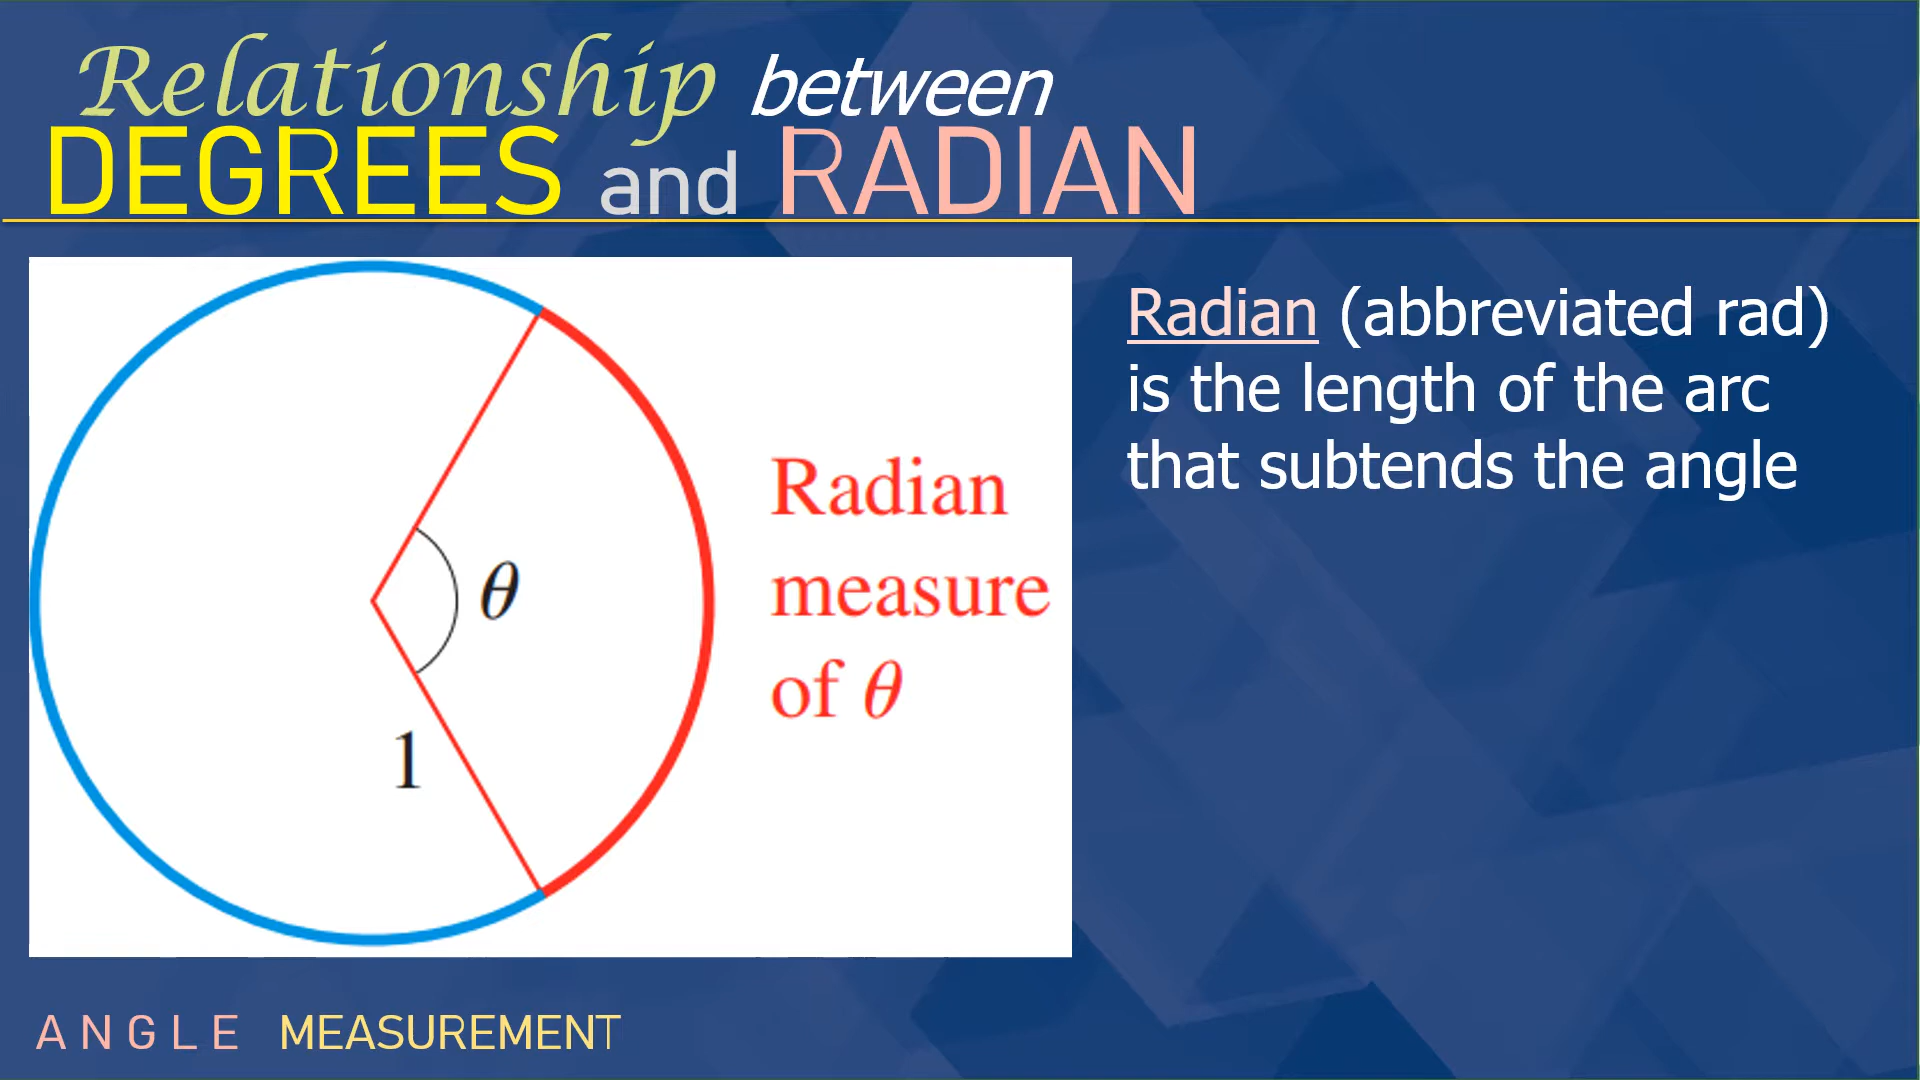 Relationship between
DEGREES and RADIAN
θ
1
Radian
measure
of θ
Radian (abbreviated rad)
is the length of the arc
that subtends the angle
ANGLE MEASUREMENT